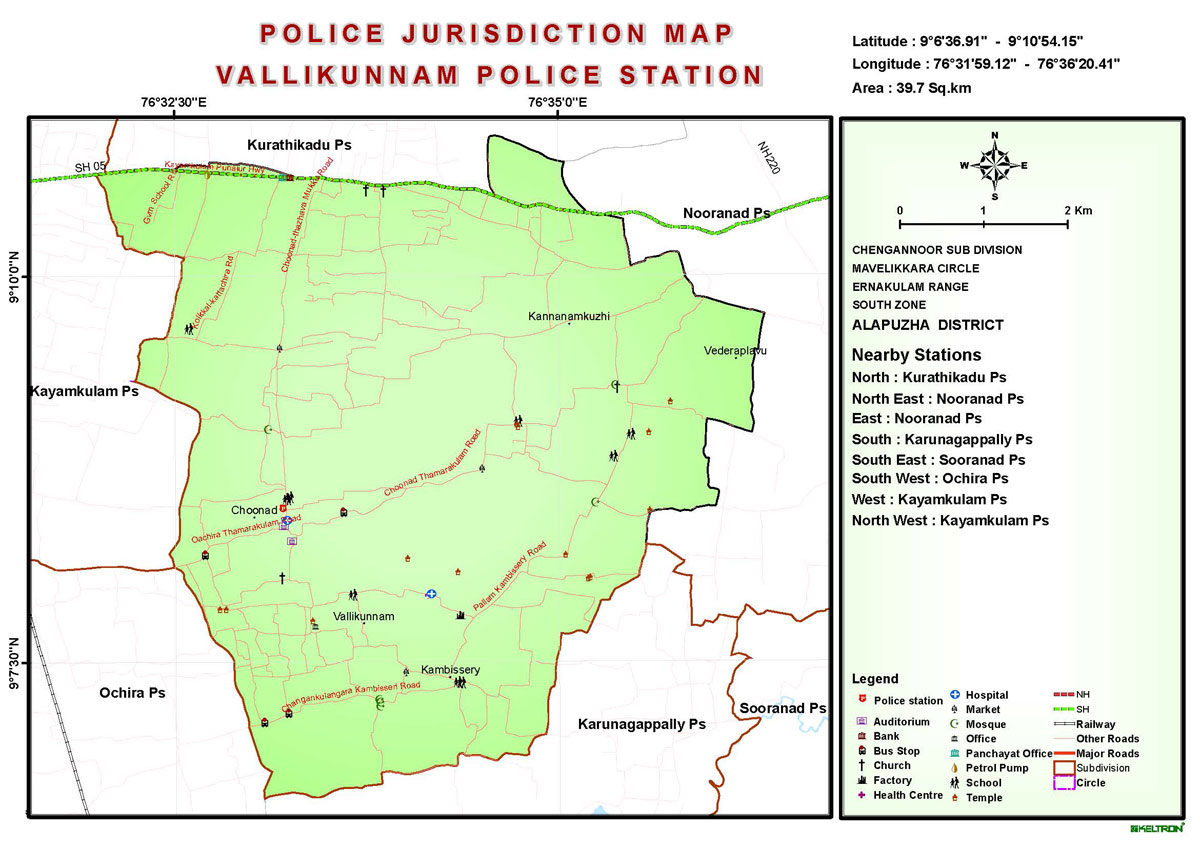 POLICE JURISDICTION MAP
VALLIKUNNAM POLICE STATION
Latitude : 9°6'36.91" - 9°10'54.15"
Longitude : 76°31'59.12" - 76°36'20.41"
Area : 39.7 Sq.km
76°32'30"E
76°35'0"E
9°10'0"N
9°7'30"N
Kurathikadu Ps
SH 05
Kayamkulam Punalur Hwy
NH220
Gvm School Rd
Choonad-thazhava Mukku Road
Nooranad Ps
Kolkkal-kattachira Rd
Kannanamkuzhi
Vederaplavu
Kayamkulam Ps
Choonad Thamarakulam Road
Choonad
Oachira Thamarakulam Road
Pallam Kambissery Road
Vallikunnam
Kambissery
Changankulangara Kambisseri Road
Ochira Ps
Karunagappally Ps
Sooranad Ps
N
W
E
S
0 1 2 Km
CHENGANNOOR SUB DIVISION
MAVELIKKARA CIRCLE
ERNAKULAM RANGE
SOUTH ZONE
ALAPUZHA DISTRICT
Nearby Stations
North : Kurathikadu Ps
North East : Nooranad Ps
East : Nooranad Ps
South : Karunagappally Ps
South East : Sooranad Ps
South West : Ochira Ps
West : Kayamkulam Ps
North West : Kayamkulam Ps
Legend
Police station
Auditorium
Bank
Bus Stop
Church
Factory
Health Centre
Hospital
Market
Mosque
Office
Panchayat Office
Petrol Pump
School
Temple
NH
SH
Railway
Other Roads
Major Roads
Subdivision
Circle
KELTRON